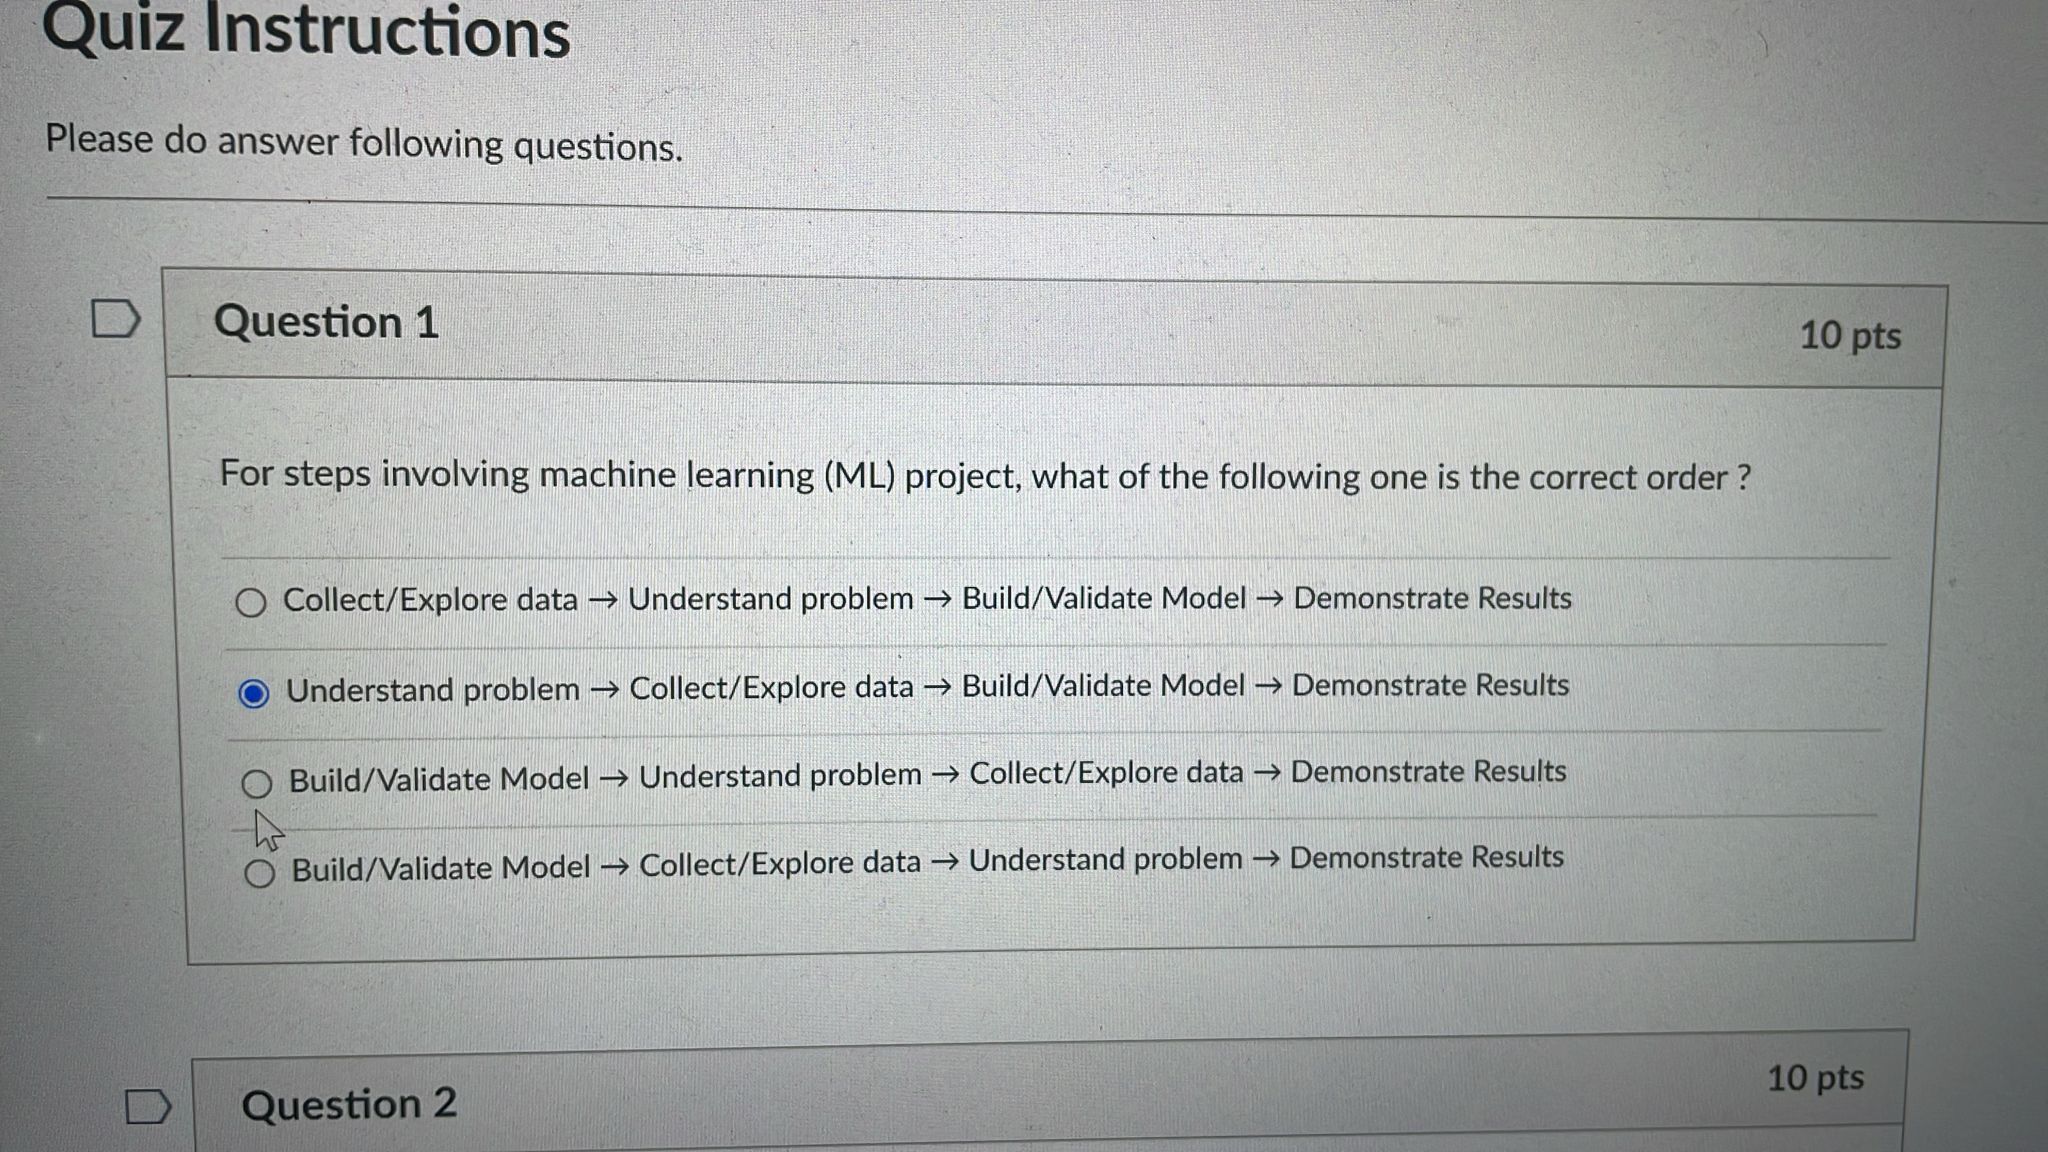 Quiz Instructions
Please do answer following questions.
Question 1
10 pts
For steps involving machine learning (ML) project, what of the following one is the correct order ?
Collect/Explore data → Understand problem → Build/Validate Model → Demonstrate Results
Understand problem → Collect/Explore data → Build/Validate Model → Demonstrate Results
Build/Validate Model → Understand problem → Collect/Explore data → Demonstrate Results
Build/Validate Model → Collect/Explore data → Understand problem → Demonstrate Results
Question 2
10 pts